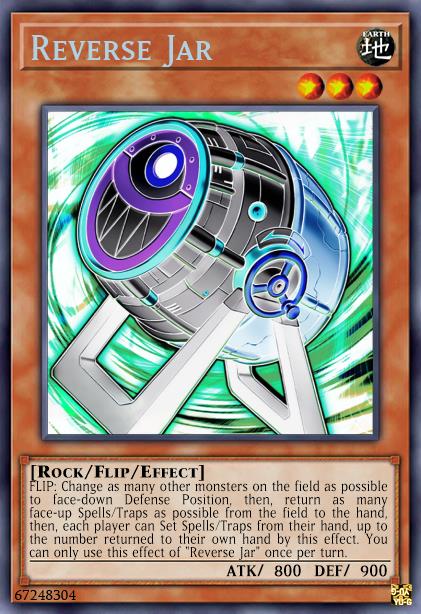 REVERSE JAR
EARTH
地
[ROCK/FLIP/EFFECT]
FLIP: Change as many other monsters on the field as possible
to face-down Defense Position, then, return as many
face-up Spells/Traps as possible from the field to the hand,
then, each player can Set Spells/Traps from their hand, up to
the number returned to their own hand by this effect. You
can only use this effect of "Reverse Jar" once per turn.
ATK/ 800 DEF/ 900
67248304